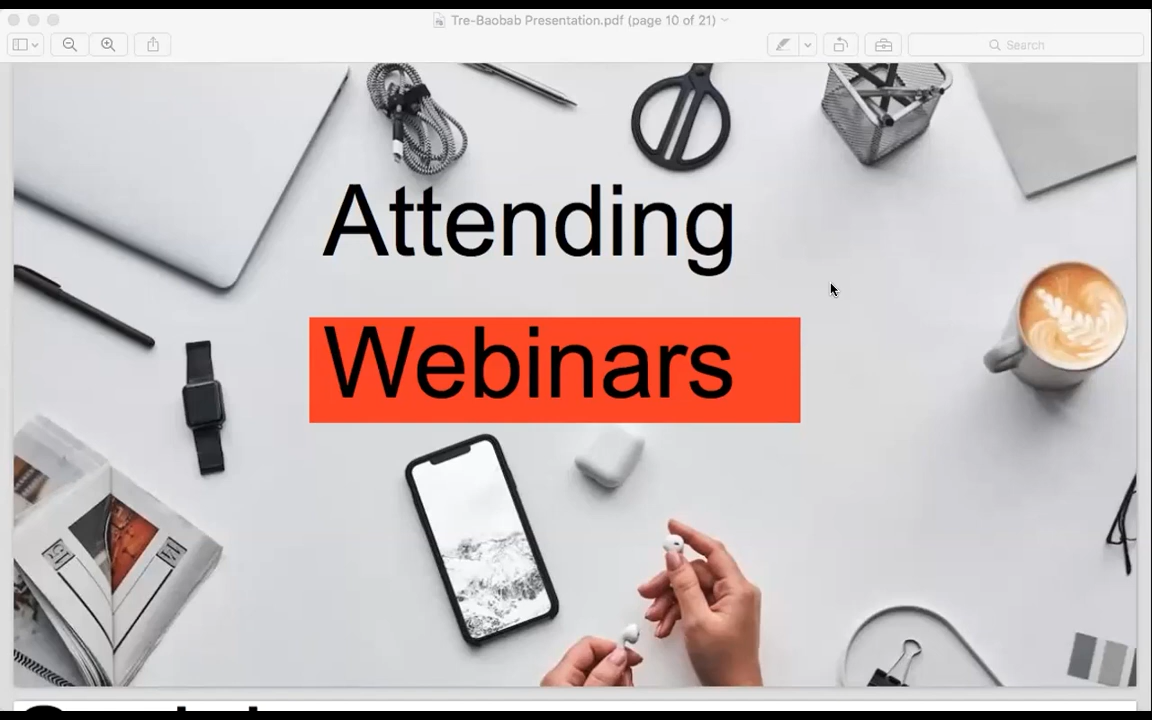 Tre-Baobab Presentation.pdf (page 10 of 21)
Search
Attending
Webinars